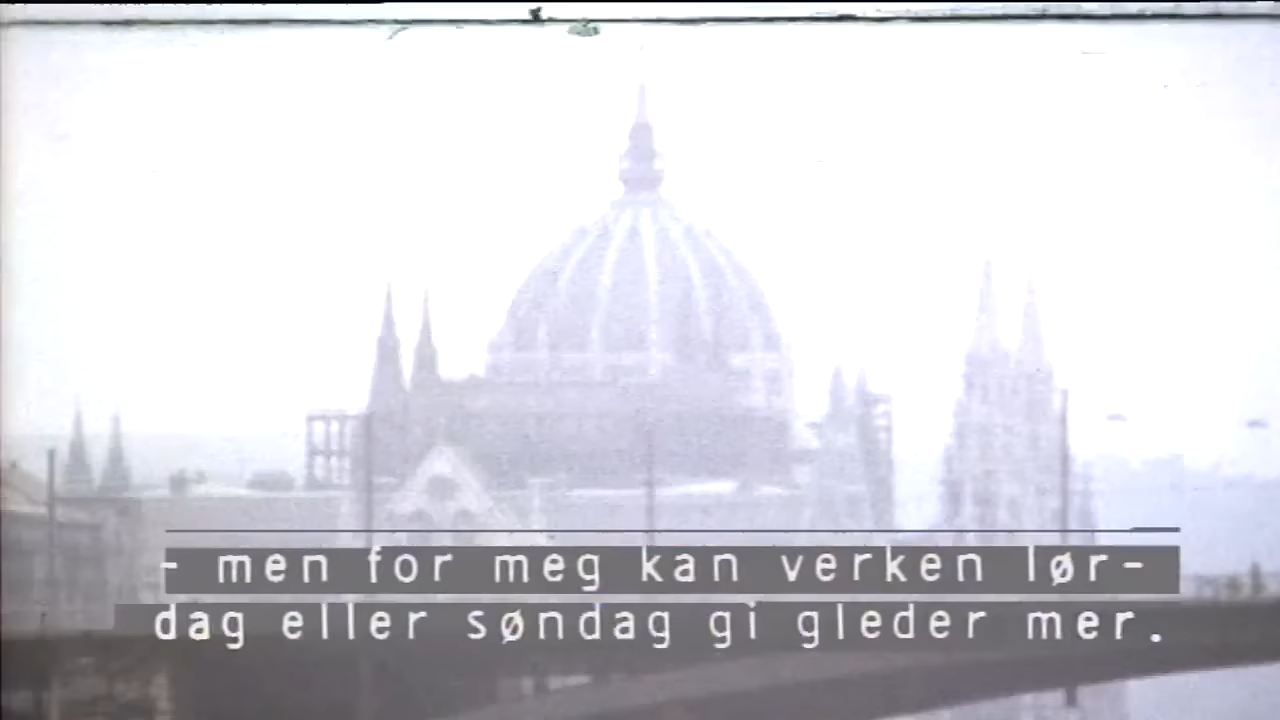 - men for meg kan verken lør-
dag eller søndag gi gleder mer.